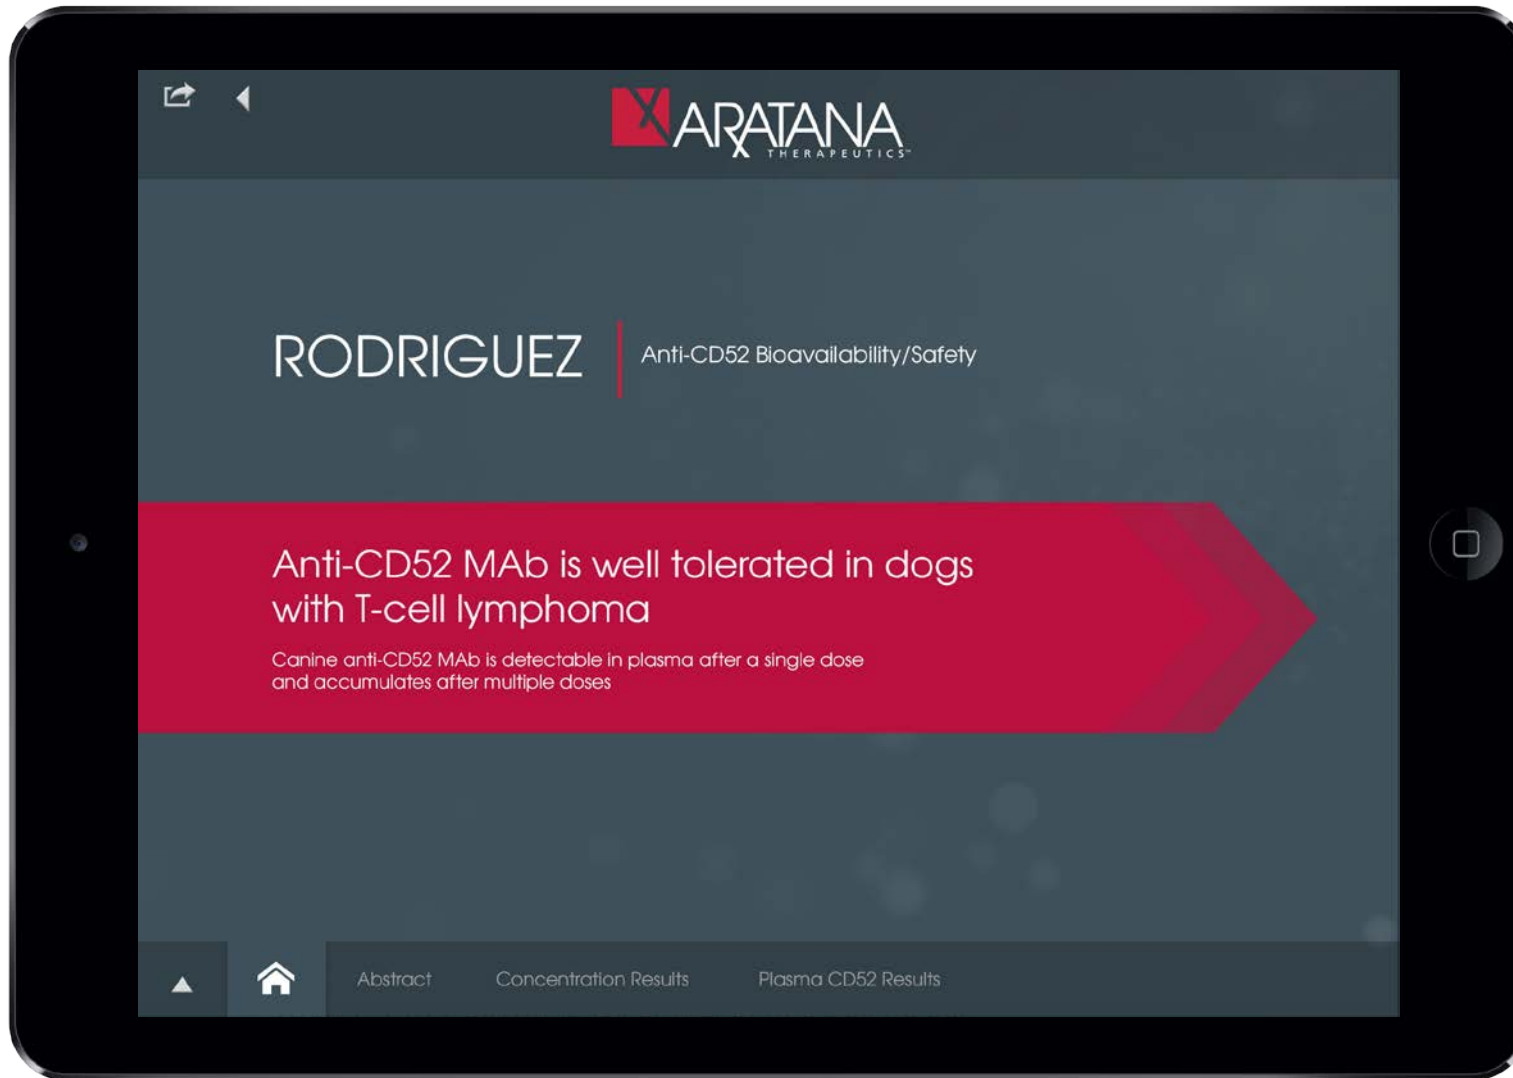 ARATANA
THERAPEUTICS™
RODRIGUEZ
Anti-CD52 Bioavailability/Safety
Anti-CD52 MAb is well tolerated in dogs
with T-cell lymphoma
Canine anti-CD52 MAb is detectable in plasma after a single dose
and accumulates after multiple doses
Abstract
Concentration Results
Plasma CD52 Results